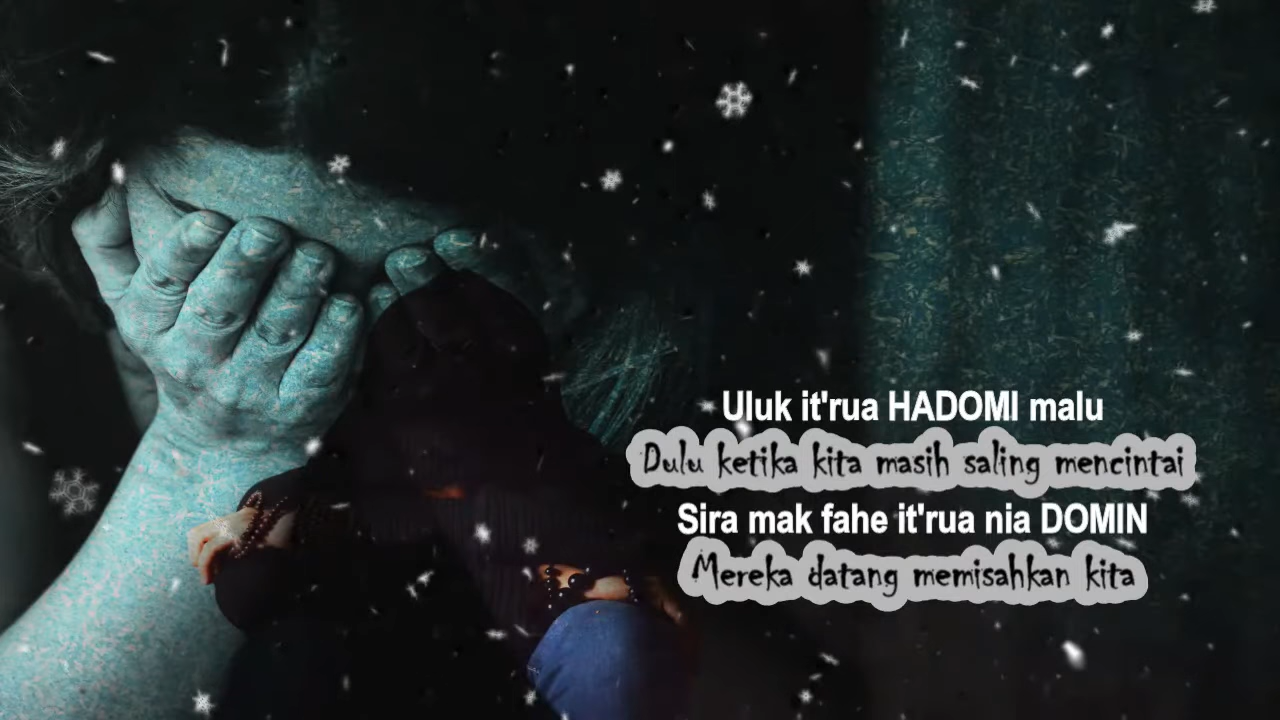 Uluk it'rua HADOMI malu
Dulu ketika kita masih saling mencintai
Sira mak fahe it'rua nia DOMIN
Mereka datang memisahkan kita